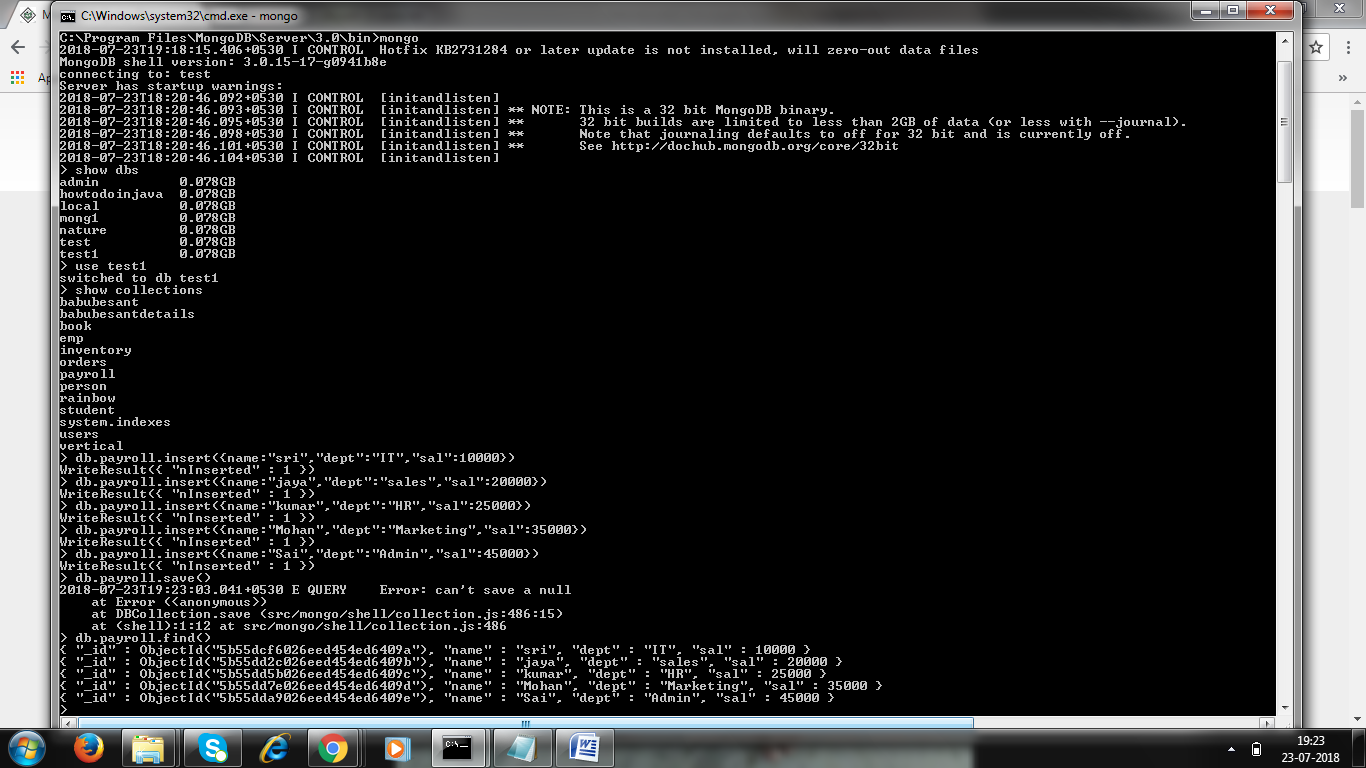 C:\Windows\system32\cmd.exe - mongo
C:\Program Files\MongoDB\Server\3.0\bin>mongo
2018-07-23T19:18:15.406+0530 I CONTROL  Hotfix KB2731284 or later update is not installed, will zero-out data files
MongoDB shell version: 3.0.15-17-g0941b8e
connecting to: test
Server has startup warnings:
2018-07-23T18:20:46.092+0530 I CONTROL  [initandlisten]
2018-07-23T18:20:46.093+0530 I CONTROL  [initandlisten] ** NOTE: This is a 32 bit MongoDB binary.
2018-07-23T18:20:46.095+0530 I CONTROL  [initandlisten] **       32 bit builds are limited to less than 2GB of data (or less with --journal).
2018-07-23T18:20:46.098+0530 I CONTROL  [initandlisten] **       Note that journaling defaults to off for 32 bit and is currently off.
2018-07-23T18:20:46.101+0530 I CONTROL  [initandlisten] **       See http://dochub.mongodb.org/core/32bit
2018-07-23T18:20:46.104+0530 I CONTROL  [initandlisten]
> show dbs
admin          0.078GB
howtodoinjava  0.078GB
local          0.078GB
mong1          0.078GB
nature         0.078GB
test           0.078GB
test1          0.078GB
> use test1
switched to db test1
> show collections
babubesant
babubesantdetails
book
emp
inventory
orders
payroll
person
rainbow
student
system.indexes
users
vertical
> db.payroll.insert({name:"sri","dept":"IT","sal":10000})
WriteResult({ "nInserted" : 1 })
> db.payroll.insert({name:"jaya","dept":"sales","sal":20000})
WriteResult({ "nInserted" : 1 })
> db.payroll.insert({name:"kumar","dept":"HR","sal":25000})
WriteResult({ "nInserted" : 1 })
> db.payroll.insert({name:"Mohan","dept":"Marketing","sal":35000})
WriteResult({ "nInserted" : 1 })
> db.payroll.insert({name:"Sai","dept":"Admin","sal":45000})
WriteResult({ "nInserted" : 1 })
> db.payroll.save()
2018-07-23T19:23:03.041+0530 E QUERY    Error: can't save a null
    at Error (<anonymous>)
    at DBCollection.save (src/mongo/shell/collection.js:486:15)
    at (shell):1:12 at src/mongo/shell/collection.js:486
> db.payroll.find()
{ "_id" : ObjectId("5b55dcf6026eed454ed6409a"), "name" : "sri", "dept" : "IT", "sal" : 10000 }
{ "_id" : ObjectId("5b55dd2c026eed454ed6409b"), "name" : "jaya", "dept" : "sales", "sal" : 20000 }
{ "_id" : ObjectId("5b55dd5b026eed454ed6409c"), "name" : "kumar", "dept" : "HR", "sal" : 25000 }
{ "_id" : ObjectId("5b55dd7e026eed454ed6409d"), "name" : "Mohan", "dept" : "Marketing", "sal" : 35000 }
{ "_id" : ObjectId("5b55dda9026eed454ed6409e"), "name" : "Sai", "dept" : "Admin", "sal" : 45000 }
>
19:23
23-07-2018